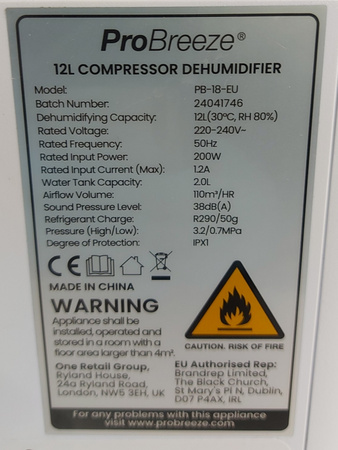 ProBreeze®
12L COMPRESSOR DEHUMIDIFIER
Model: PB-18-EU
Batch Number: 24041746
Dehumidifying Capacity: 12L(30ºC, RH 80%)
Rated Voltage: 220-240V~
Rated Frequency: 50Hz
Rated Input Power: 200W
Rated Input Current (Max): 1.2A
Water Tank Capacity: 2.0L
Airflow Volume: 110m³/HR
Sound Pressure Level: 38dB(A)
Refrigerant Charge: R290/50g
Pressure (High/Low): 3.2/0.7MPa
Degree of Protection: IPX1
CE
MADE IN CHINA
WARNING
Appliance shall be
installed, operated and
stored in a room with a
floor area larger than 4m².
CAUTION. RISK OF FIRE
One Retail Group,
Ryland House,
24a Ryland Road,
London, NW5 3EH, UK
EU Authorised Rep:
Brandrep Limited,
The Black Church,
St Mary's Pl N, Dublin,
D07 P4AX, IRL
For any problems with this appliance
visit www.probreeze.com